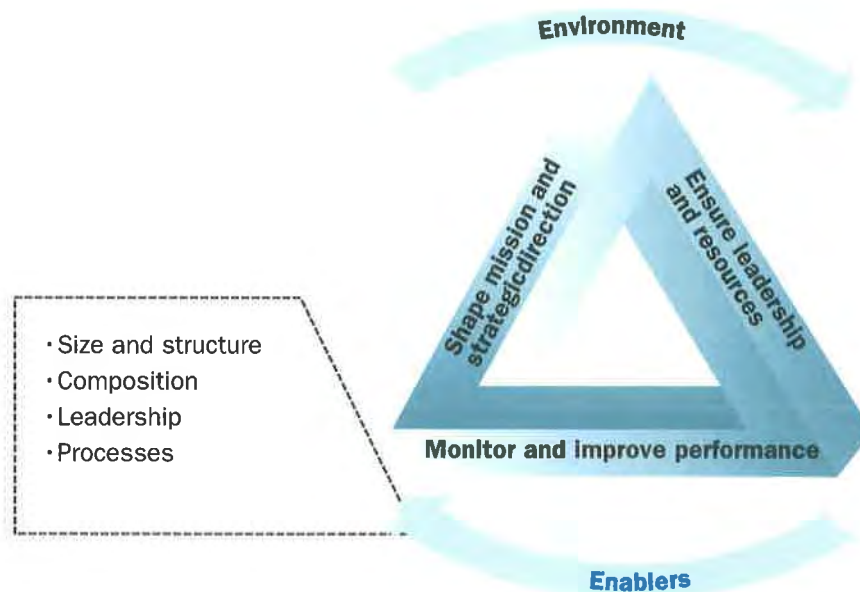 Environment
Shape mission and
strategicdirection
Ensure leadership
and resources
· Size and structure
· Composition
· Leadership
· Processes
Monitor and improve performance
Enablers